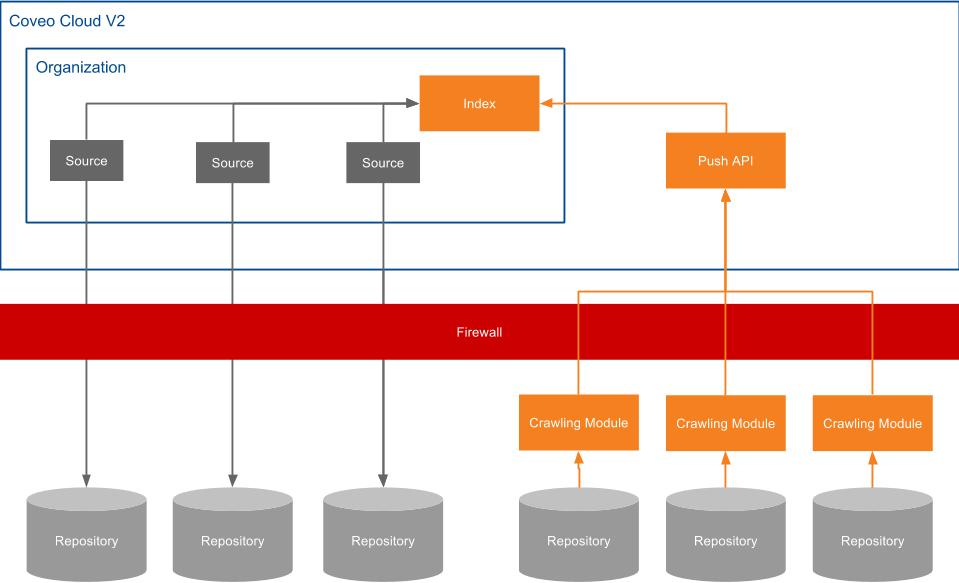 Coveo Cloud V2
Organization
Index
Source
Source
Source
Push API
Firewall
Crawling Module
Crawling Module
Crawling Module
Repository
Repository
Repository
Repository
Repository
Repository